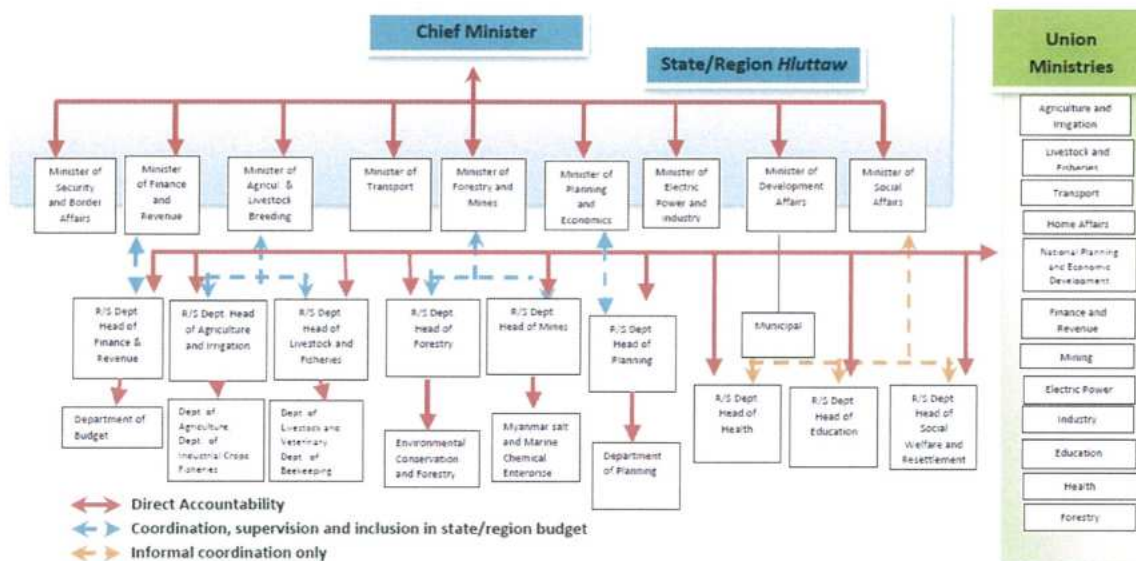 Chief Minister
State/Region Hluttaw
Union
Ministries
Minister of
Security
and Border
Affairs
Minister
of Finance
and
Revenue
Minister
of
Agricul. &
Livestock
Breeding
Minister of
Transport
Minister of
Forestry and
Mines
Minister of
Planning
and
Economics
Minister of
Electric
Power and
Industry
Minister of
Development
Affairs
Minister of
Social
Affairs
R/S Dept
Head of
Finance &
Revenue
R/S Dept. Head
of Agriculture
and Irrigation
R/S Dept
Head of
Livestock and
Fisheries
R/S Dept
Head of
Forestry
R/S Dept
Head of Mines
R/S Dept
Head of
Planning
Municipal
R/S Dept
Head of
Health
R/S Dept
Head of
Education
R/S Dept
Head of
Social
Welfare and
Resettlement
Department of
Budget
Dept. of
Agriculture
Dept. of
Industrial Crops
Fisheries
Dept. of
Livestock and
Veterinary
Dept. of
Beekeeping
Environmental
Conservation
and Forestry
Myanmar salt
and Marine
Chemical
Enterprise
Department
of Planning
Agriculture and
Irrigation
Livestock and
Fisheries
Transport
Home Affairs
National Planning
and Economic
Development
Finance and
Revenue
Mining
Electric Power
Industry
Education
Health
Forestry
Direct Accountability
Coordination, supervision and inclusion in state/region budget
Informal coordination only